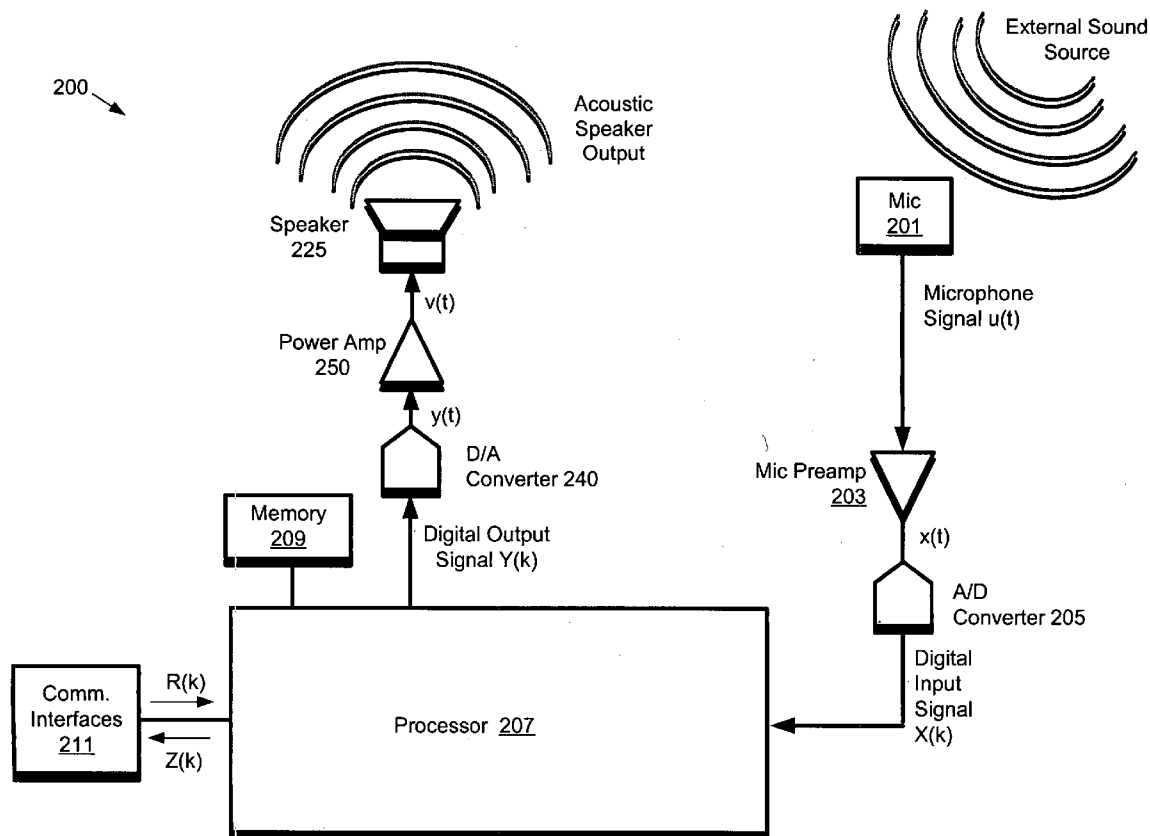 External Sound
Source
200
Acoustic
Speaker
Output
Mic
201
Speaker
225
v(t)
Microphone
Signal u(t)
Power Amp
250
y(t)
D/A
Converter 240
Mic Preamp
203
Memory
209
Digital Output
Signal Y(k)
x(t)
A/D
Converter 205
Comm.
Interfaces
211
R(k)
Z(k)
Processor 207
Digital
Input
Signal
X(k)